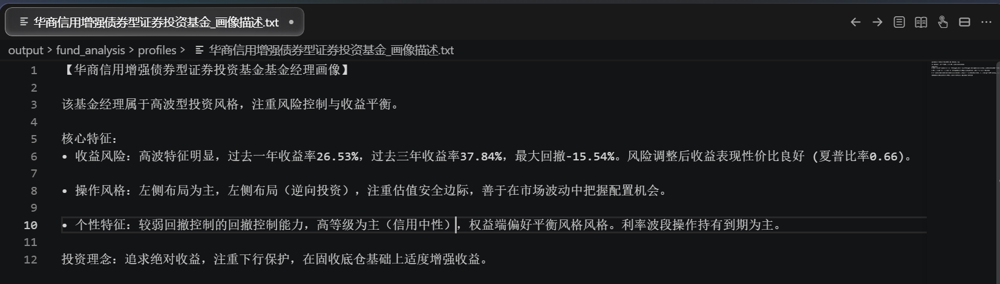 华商信用增强债券型证券投资基金_画像描述.txt
output > fund_analysis > profiles > 华商信用增强债券型证券投资基金_画像描述.txt
1 【华商信用增强债券型证券投资基金基金经理画像】
2
3 该基金经理属于高波型投资风格，注重风险控制与收益平衡。
4
5 核心特征：
6 • 收益风险：高波特征明显，过去一年收益率26.53%，过去三年收益率37.84%，最大回撤-15.54%。风险调整后收益表现性价比良好 (夏普比率0.66)。
7
8 • 操作风格：左侧布局为主，左侧布局（逆向投资），注重估值安全边际，善于在市场波动中把握配置机会。
9
10 • 个性特征：较弱回撤控制的回撤控制能力，高等级为主（信用中性），权益端偏好平衡风格风格。利率波段操作持有到期为主。
11
12 投资理念：追求绝对收益，注重下行保护，在固收底仓基础上适度增强收益。